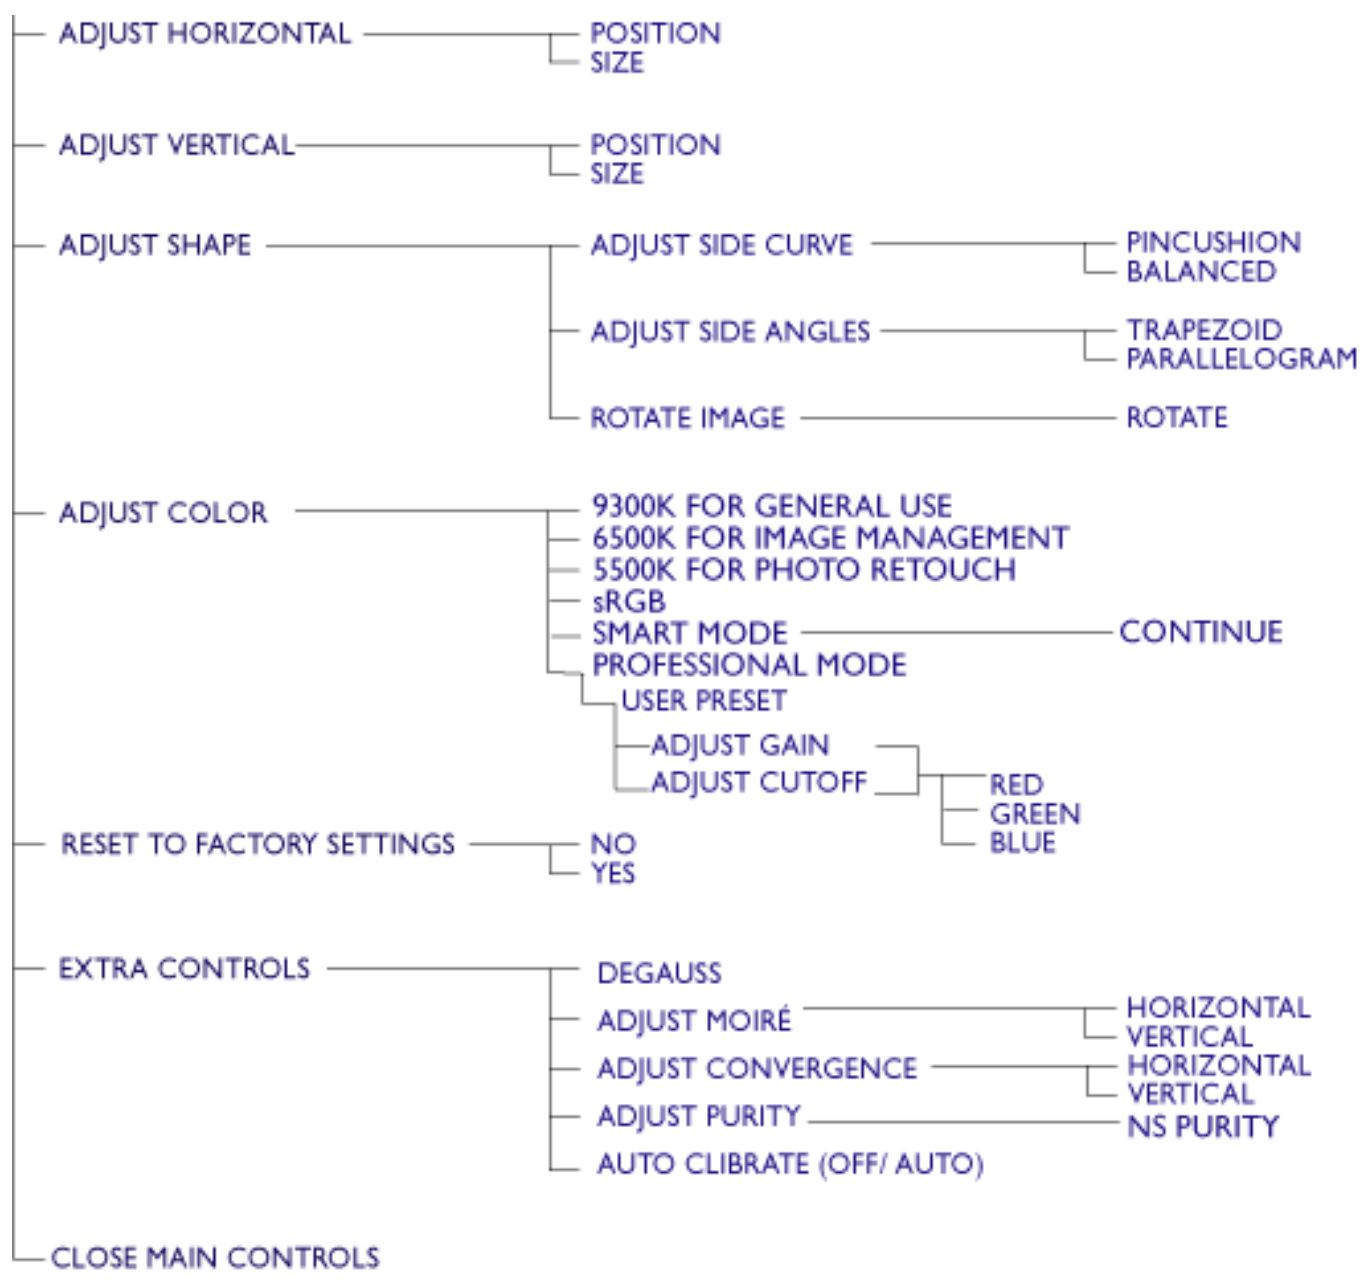 ADJUST HORIZONTAL
POSITION
SIZE
ADJUST VERTICAL
POSITION
SIZE
ADJUST SHAPE
ADJUST SIDE CURVE
PINCUSHION
BALANCED
ADJUST SIDE ANGLES
TRAPEZOID
PARALLELOGRAM
ROTATE IMAGE
ROTATE
ADJUST COLOR
9300K FOR GENERAL USE
6500K FOR IMAGE MANAGEMENT
5500K FOR PHOTO RETOUCH
sRGB
SMART MODE
CONTINUE
PROFESSIONAL MODE
USER PRESET
ADJUST GAIN
ADJUST CUTOFF
RED
GREEN
BLUE
RESET TO FACTORY SETTINGS
NO
YES
EXTRA CONTROLS
DEGAUSS
ADJUST MOIRÉ
HORIZONTAL
VERTICAL
ADJUST CONVERGENCE
HORIZONTAL
VERTICAL
ADJUST PURITY
NS PURITY
AUTO CLIBRATE (OFF/ AUTO)
CLOSE MAIN CONTROLS